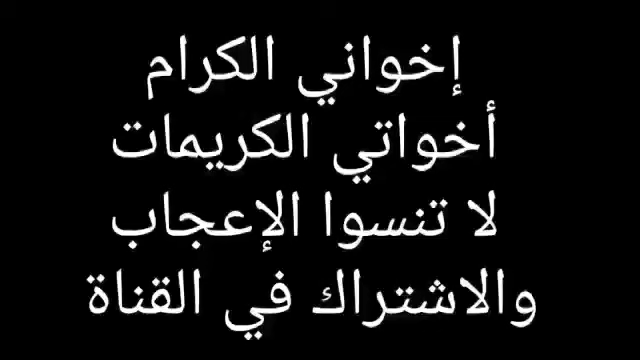 إخواني الكرام
أخواتي الكريمات
لا تنسوا الإعجاب
والاشتراك في القناة